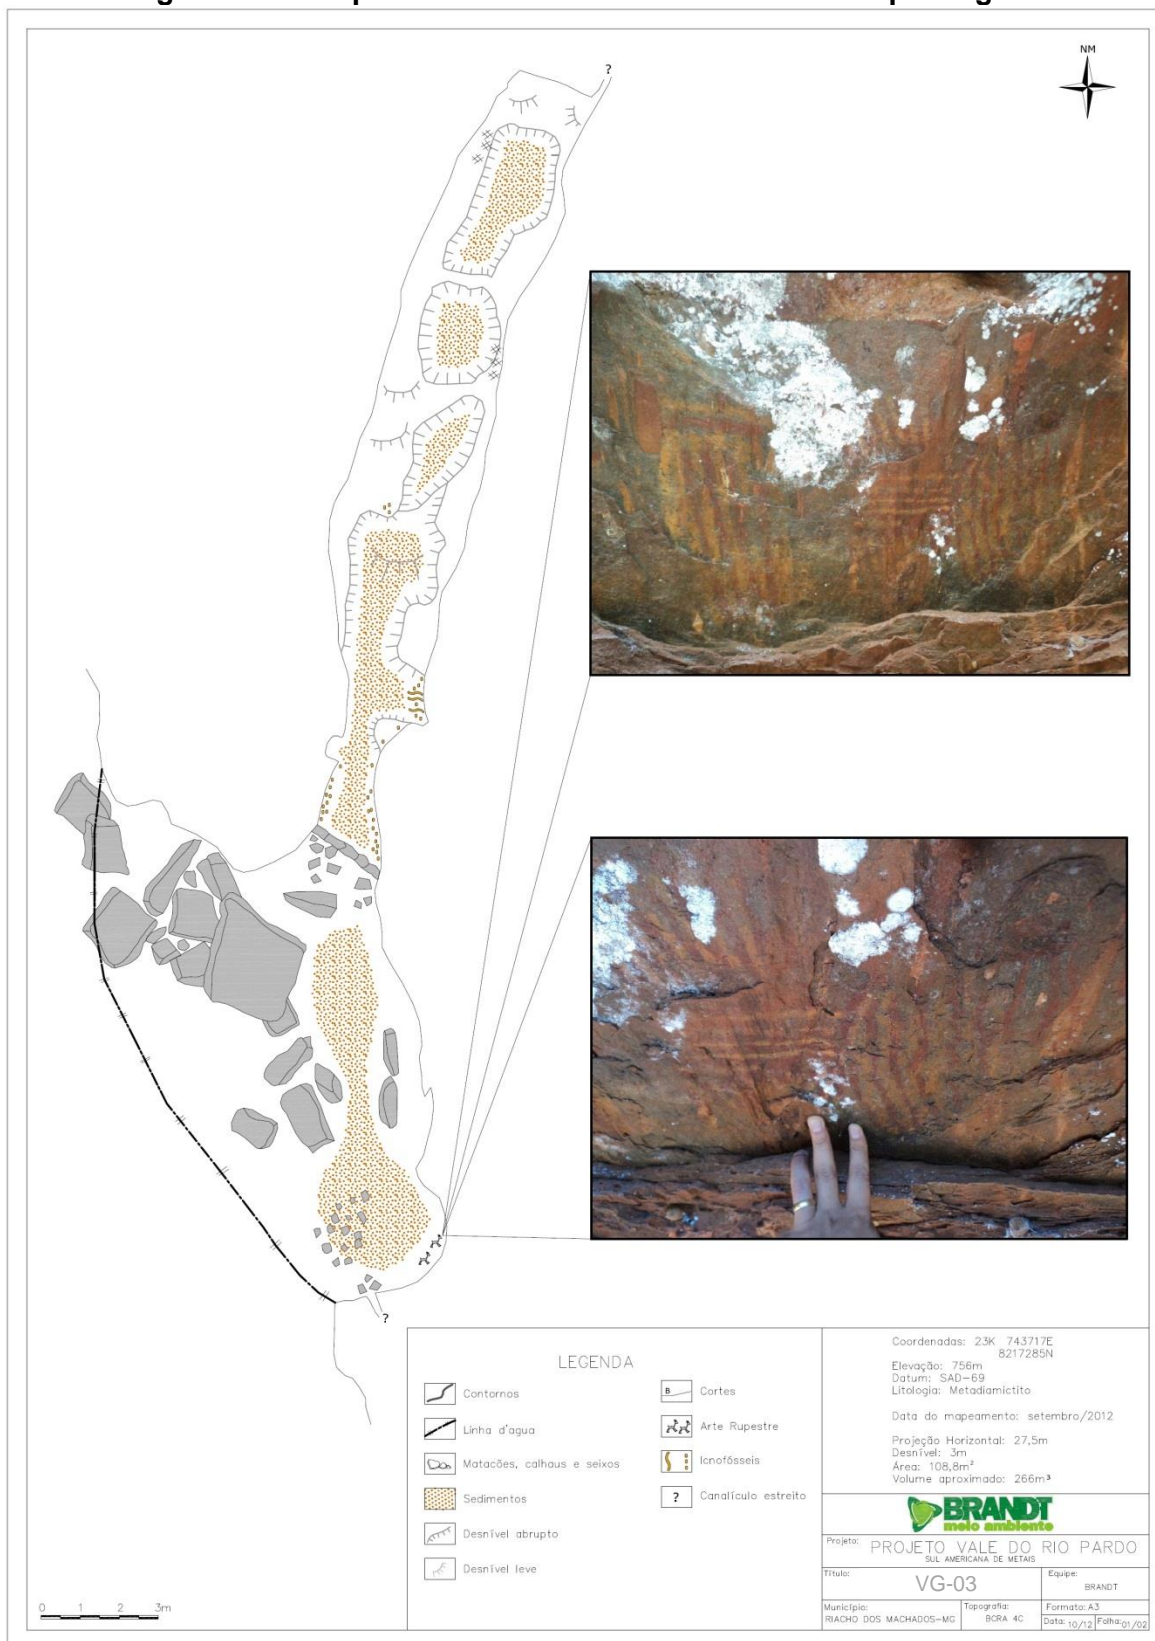 NM
?
?
LEGENDA
Contornos
Linha d'agua
Matacões, calhaus e seixos
Sedimentos
Desnível abrupto
Desnível leve
B
Cortes
Arte Rupestre
Icnofósseis
?
Canalículo estreito
Coordenadas: 23K 743717E
8217285N
Elevação: 756m
Datum: SAD-69
Litologia: Metadiamictito
Data do mapeamento: setembro/2012
Projeção Horizontal: 27,5m
Desnível: 3m
Área: 108,8m²
Volume aproximado: 266m³
BRANDT
meio ambiente
Projeto: PROJETO VALE DO RIO PARDO
SUL AMERICANA DE METAIS
Título: VG-03
Equipe: BRANDT
Município: RIACHO DOS MACHADOS-MG
Topografia: BCRA 4C
Formato: A3
Data: 10/12 Folha: 01/02
0 1 2 3m